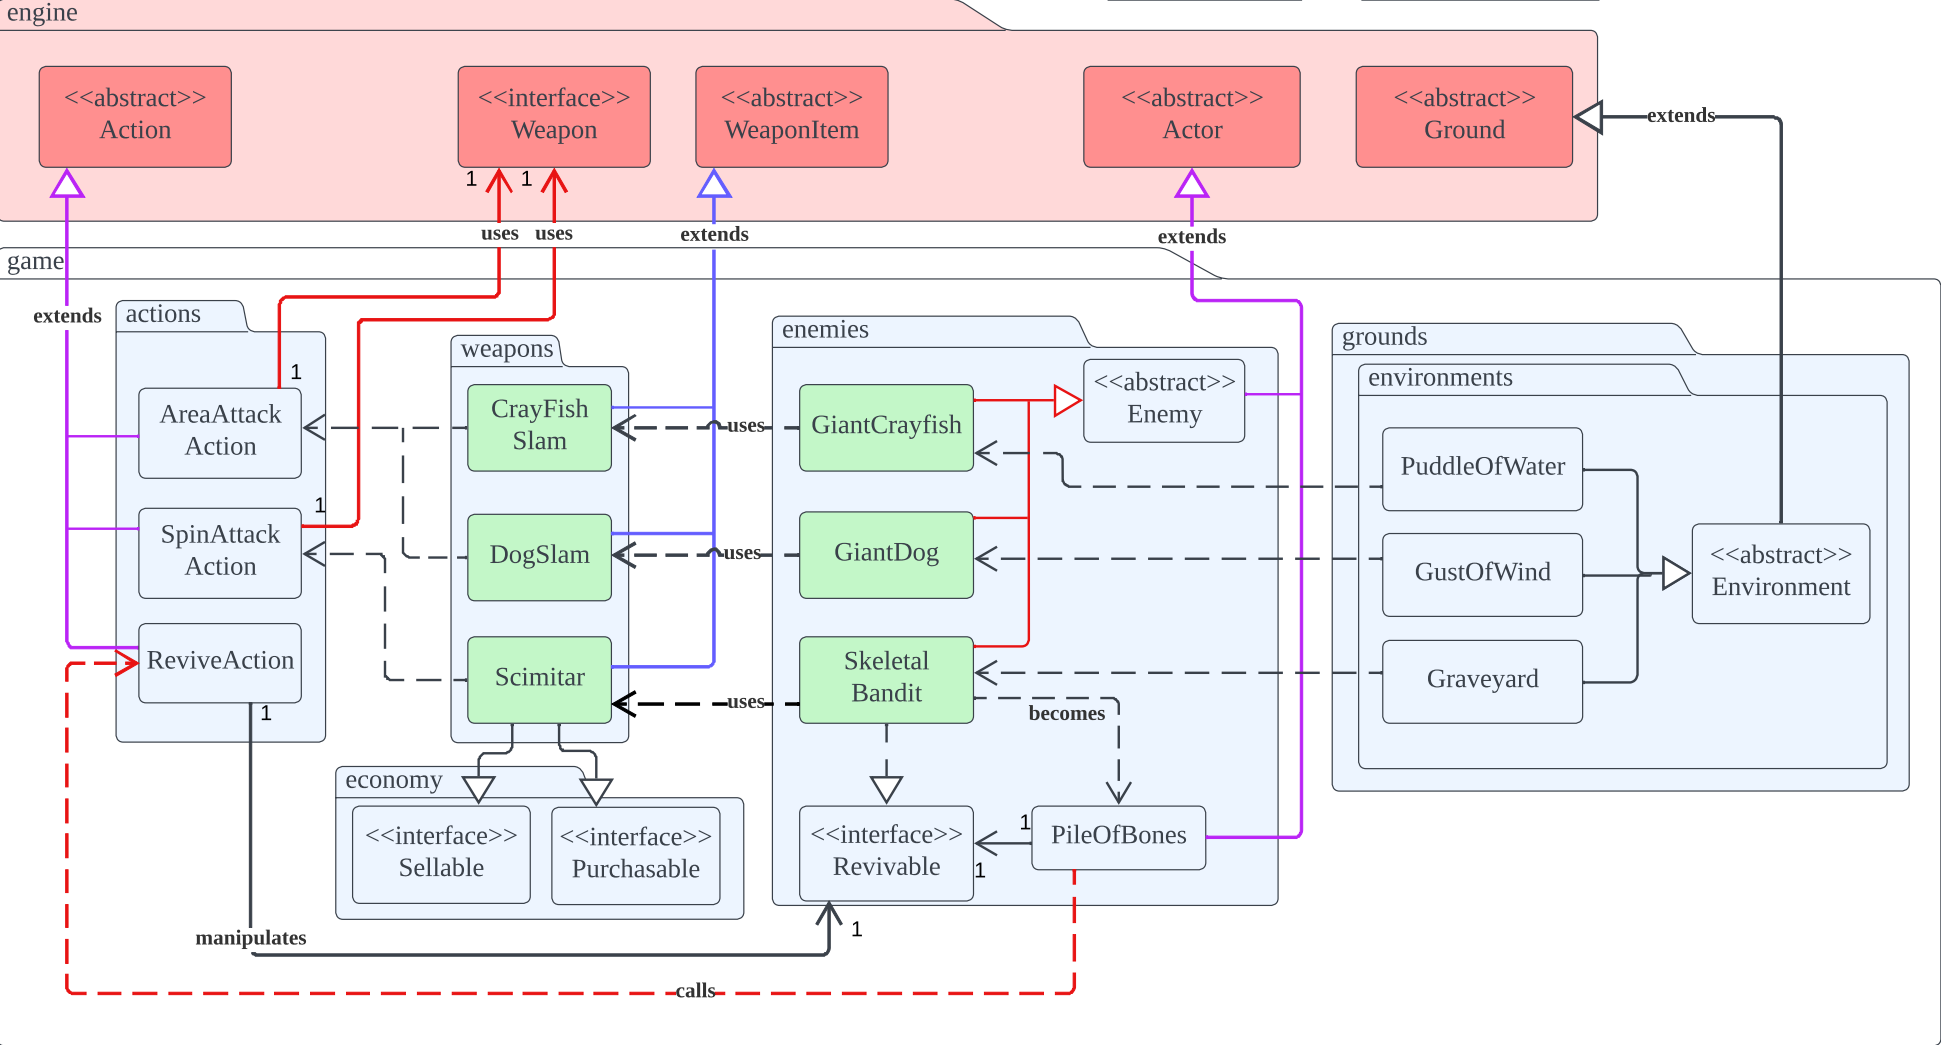 engine
<<abstract>>
Action
<<interface>>
Weapon
<<abstract>>
WeaponItem
<<abstract>>
Actor
<<abstract>>
Ground
extends
1
1
uses
uses
extends
extends
game
extends
actions
weapons
enemies
grounds
environments
1
AreaAttack
Action
1
SpinAttack
Action
ReviveAction
1
CrayFish
Slam
DogSlam
Scimitar
uses
uses
uses
GiantCrayfish
<<abstract>>
Enemy
GiantDog
Skeletal
Bandit
becomes
PuddleOfWater
GustOfWind
Graveyard
<<abstract>>
Environment
economy
<<interface>>
Sellable
<<interface>>
Purchasable
<<interface>>
Revivable
1
1
PileOfBones
1
manipulates
calls